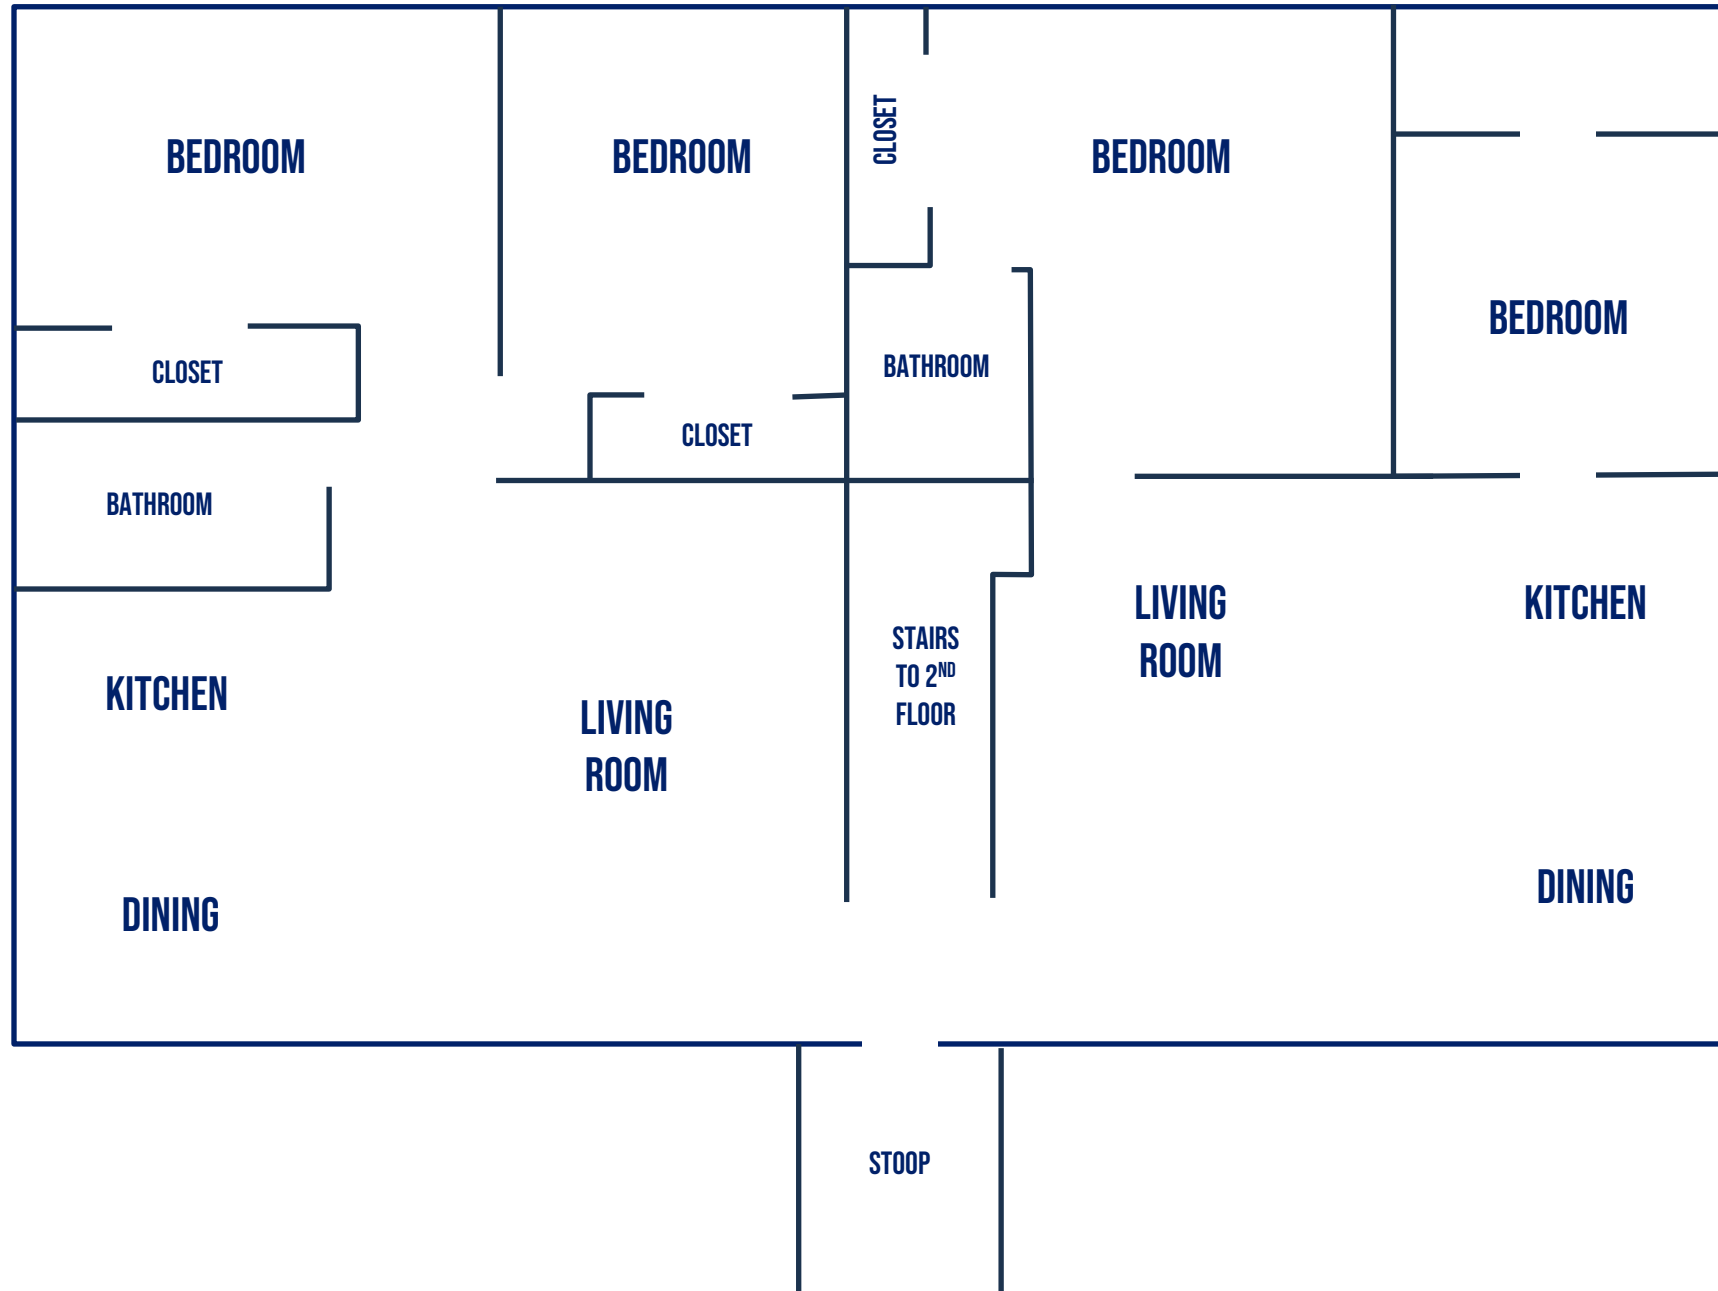 CLOSET
BEDROOM
BEDROOM
BEDROOM
BEDROOM
CLOSET
BATHROOM
CLOSET
BATHROOM
LIVING
ROOM
KITCHEN
STAIRS
TO 2ND
FLOOR
KITCHEN
LIVING
ROOM
DINING
DINING
STOOP